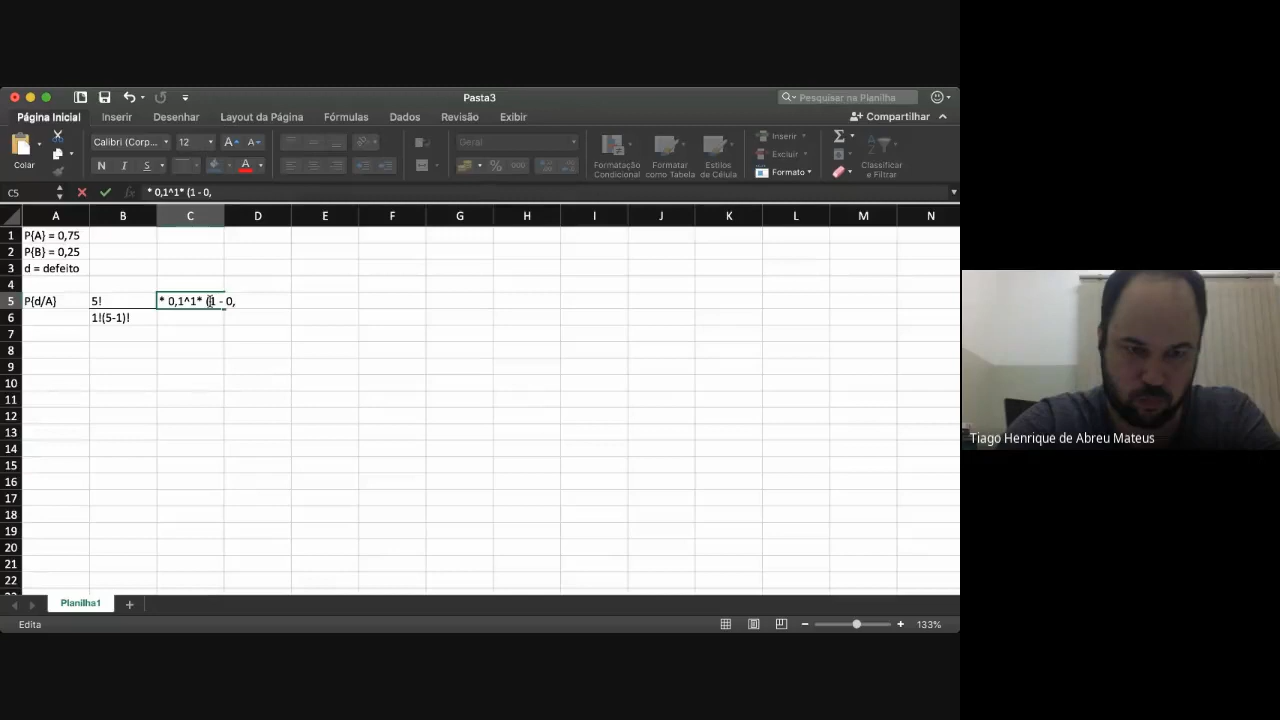 Pasta3
Pesquisar na Planilha
Página Inicial
Inserir
Desenhar
Layout da Página
Fórmulas
Dados
Revisão
Exibir
Compartilhar
Colar
Calibri (Corp...
12
A
A
N
I
S
A
Geral
%
000
Formatação
Condicional
Formatar
como Tabela
Estilos
de Célula
Inserir
Excluir
Formato
Classificar
e Filtrar
C5
fx
* 0,1^1* (1 - 0,
A B C D E F G H I J K L M N
1 P{A} = 0,75
2 P{B} = 0,25
3 d = defeito
4
5 P{d/A} 5! * 0,1^1* (1 - 0,
6 1!(5-1)!
7
8
9
10
11
12
13
14
15
16
17
18
19
20
21
22
Tiago Henrique de Abreu Mateus
Planilha1
Edita
133%